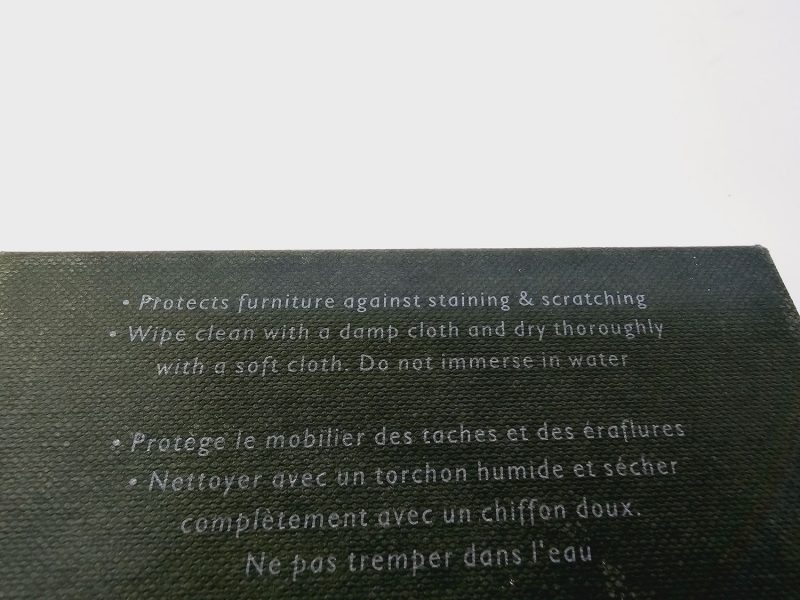 • Protects furniture against staining & scratching
• Wipe clean with a damp cloth and dry thoroughly
with a soft cloth. Do not immerse in water
• Protège le mobilier des taches et des éraflures
• Nettoyer avec un torchon humide et sécher
complètement avec un chiffon doux.
Ne pas tremper dans l'eau